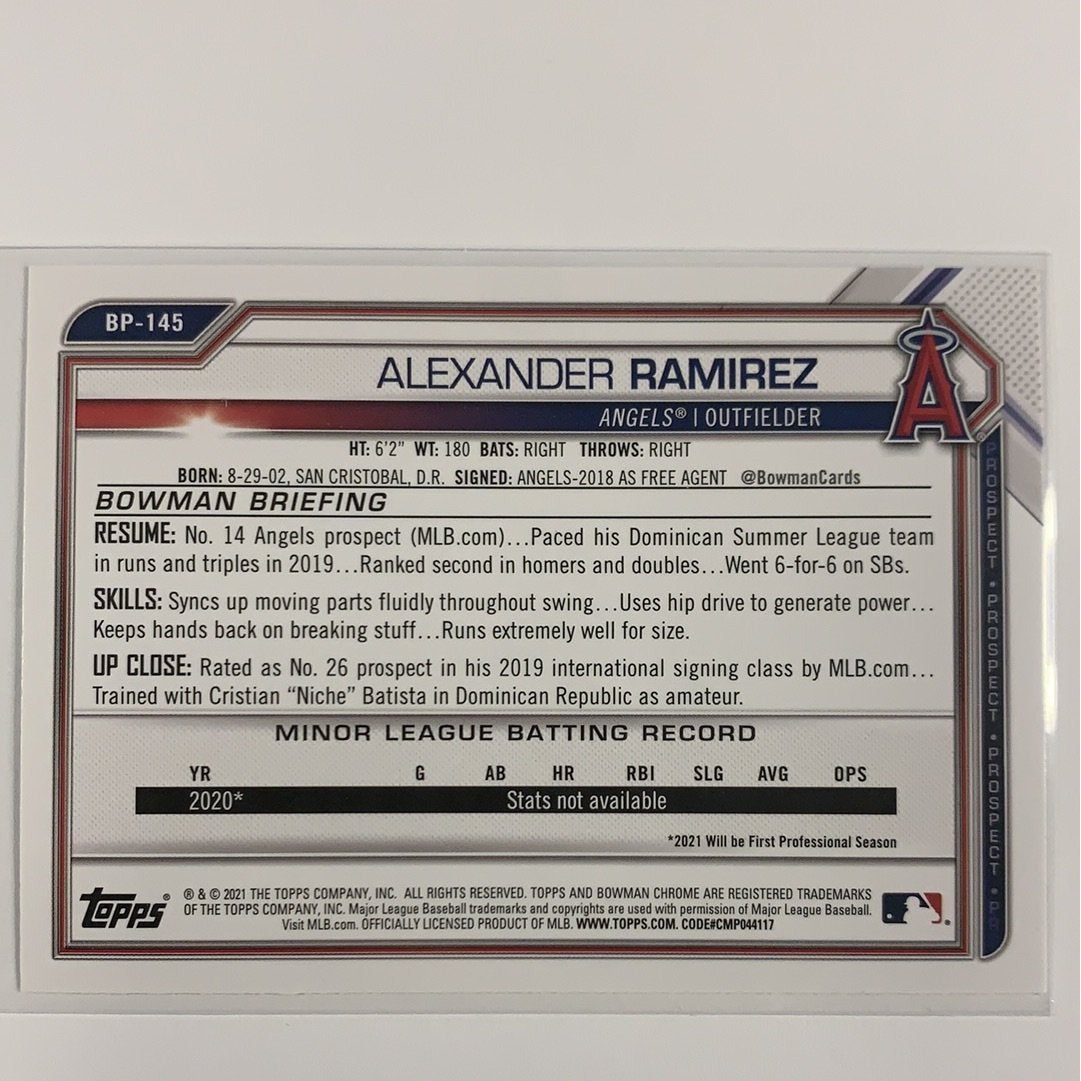 BP-145
ALEXANDER RAMIREZ
ANGELS® | OUTFIELDER
A
HT: 6'2" WT: 180 BATS: RIGHT THROWS: RIGHT
BORN: 8-29-02, SAN CRISTOBAL, D.R. SIGNED: ANGELS-2018 AS FREE AGENT @BowmanCards
BOWMAN BRIEFING
RESUME: No. 14 Angels prospect (MLB.com)...Paced his Dominican Summer League team
in runs and triples in 2019...Ranked second in homers and doubles...Went 6-for-6 on SBs.
SKILLS: Syncs up moving parts fluidly throughout swing...Uses hip drive to generate power...
Keeps hands back on breaking stuff...Runs extremely well for size.
UP CLOSE: Rated as No. 26 prospect in his 2019 international signing class by MLB.com...
Trained with Cristian “Niche” Batista in Dominican Republic as amateur.
MINOR LEAGUE BATTING RECORD
YR G AB HR RBI SLG AVG OPS
2020* Stats not available
*2021 Will be First Professional Season
TOPPS® ® & © 2021 THE TOPPS COMPANY, INC. ALL RIGHTS RESERVED. TOPPS AND BOWMAN CHROME ARE REGISTERED TRADEMARKS
OF THE TOPPS COMPANY, INC. Major League Baseball trademarks and copyrights are used with permission of Major League Baseball.
Visit MLB.com. OFFICIALLY LICENSED PRODUCT OF MLB. WWW.TOPPS.COM. CODE#CMP044117
PROSPECT • PROSPECT • PROSPECT • PR